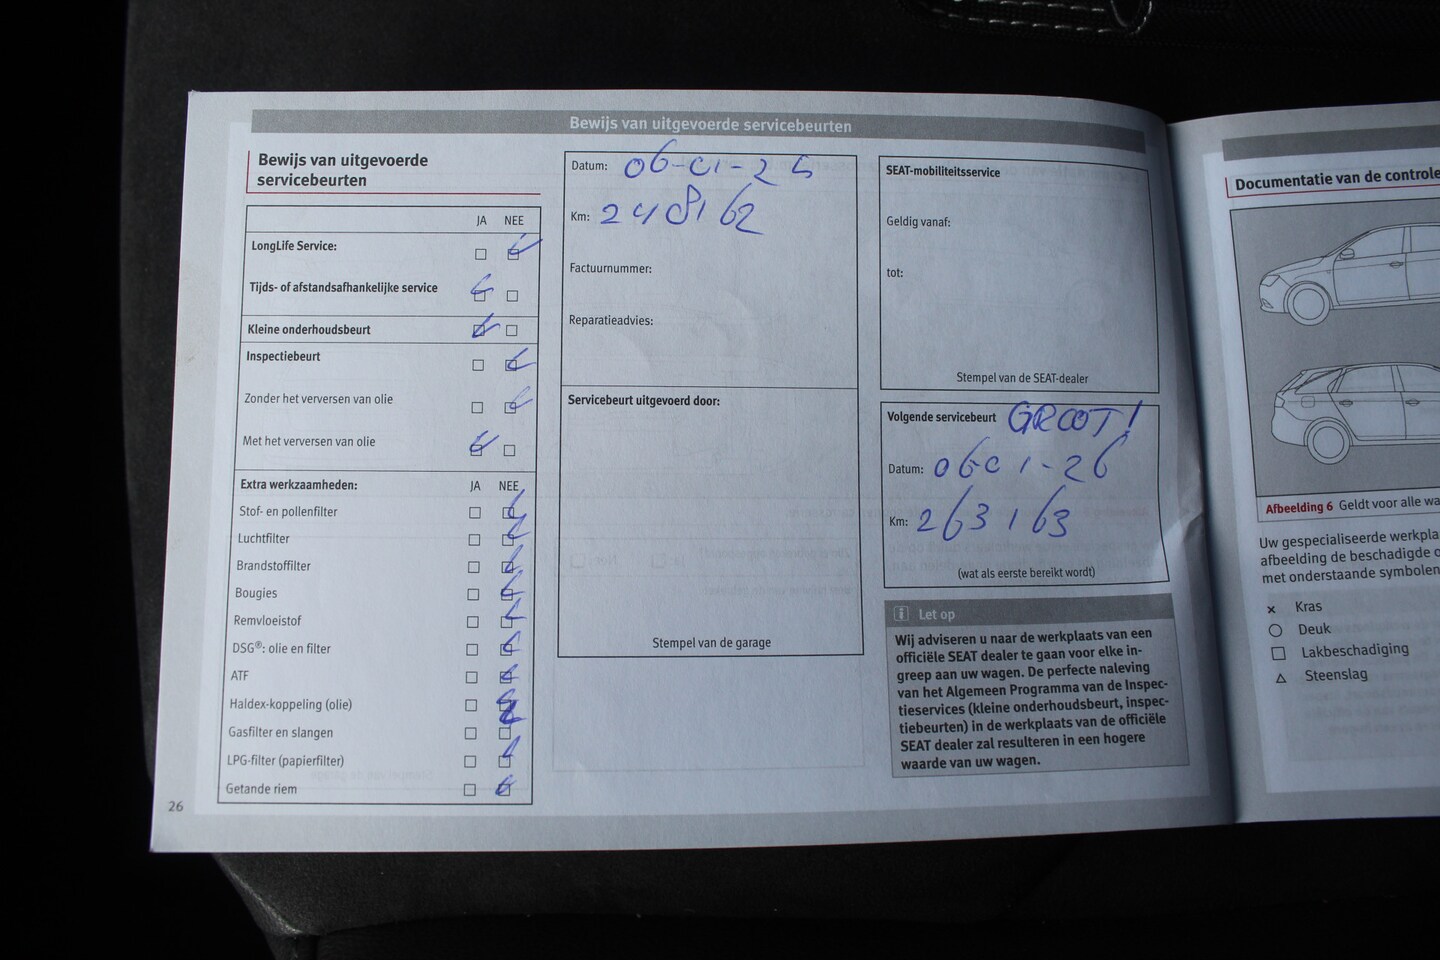 Bewijs van uitgevoerde servicebeurten
Bewijs van uitgevoerde
servicebeurten
JA NEE
LongLife Service:
Tijds- of afstandsafhankelijke service
Kleine onderhoudsbeurt
Inspectiebeurt
Zonder het verversen van olie
Met het verversen van olie
Extra werkzaamheden: JA NEE
Stof- en pollenfilter
Luchtfilter
Brandstoffilter
Bougies
Remvloeistof
DSG®: olie en filter
ATF
Haldex-koppeling (olie)
Gasfilter en slangen
LPG-filter (papierfilter)
Getande riem
26
Datum: 06-01-25
Km: 248162
Factuurnummer:
Reparatieadvies:
Servicebeurt uitgevoerd door:
Stempel van de garage
SEAT-mobiliteitsservice
Geldig vanaf:
tot:
Stempel van de SEAT-dealer
Volgende servicebeurt GROOT!
Datum: 06-01-26
Km: 263163
(wat als eerste bereikt wordt)
i Let op
Wij adviseren u naar de werkplaats van een
officiële SEAT dealer te gaan voor elke in-
greep aan uw wagen. De perfecte naleving
van het Algemeen Programma van de Inspec-
tieservices (kleine onderhoudsbeurt, inspec-
tiebeurten) in de werkplaats van de officiële
SEAT dealer zal resulteren in een hogere
waarde van uw wagen.
Documentatie van de controle
Afbeelding 6 Geldt voor alle wa
Uw gespecialiseerde werkpla
afbeelding de beschadigde o
met onderstaande symbolen
Kras
Deuk
Lakbeschadiging
Steenslag